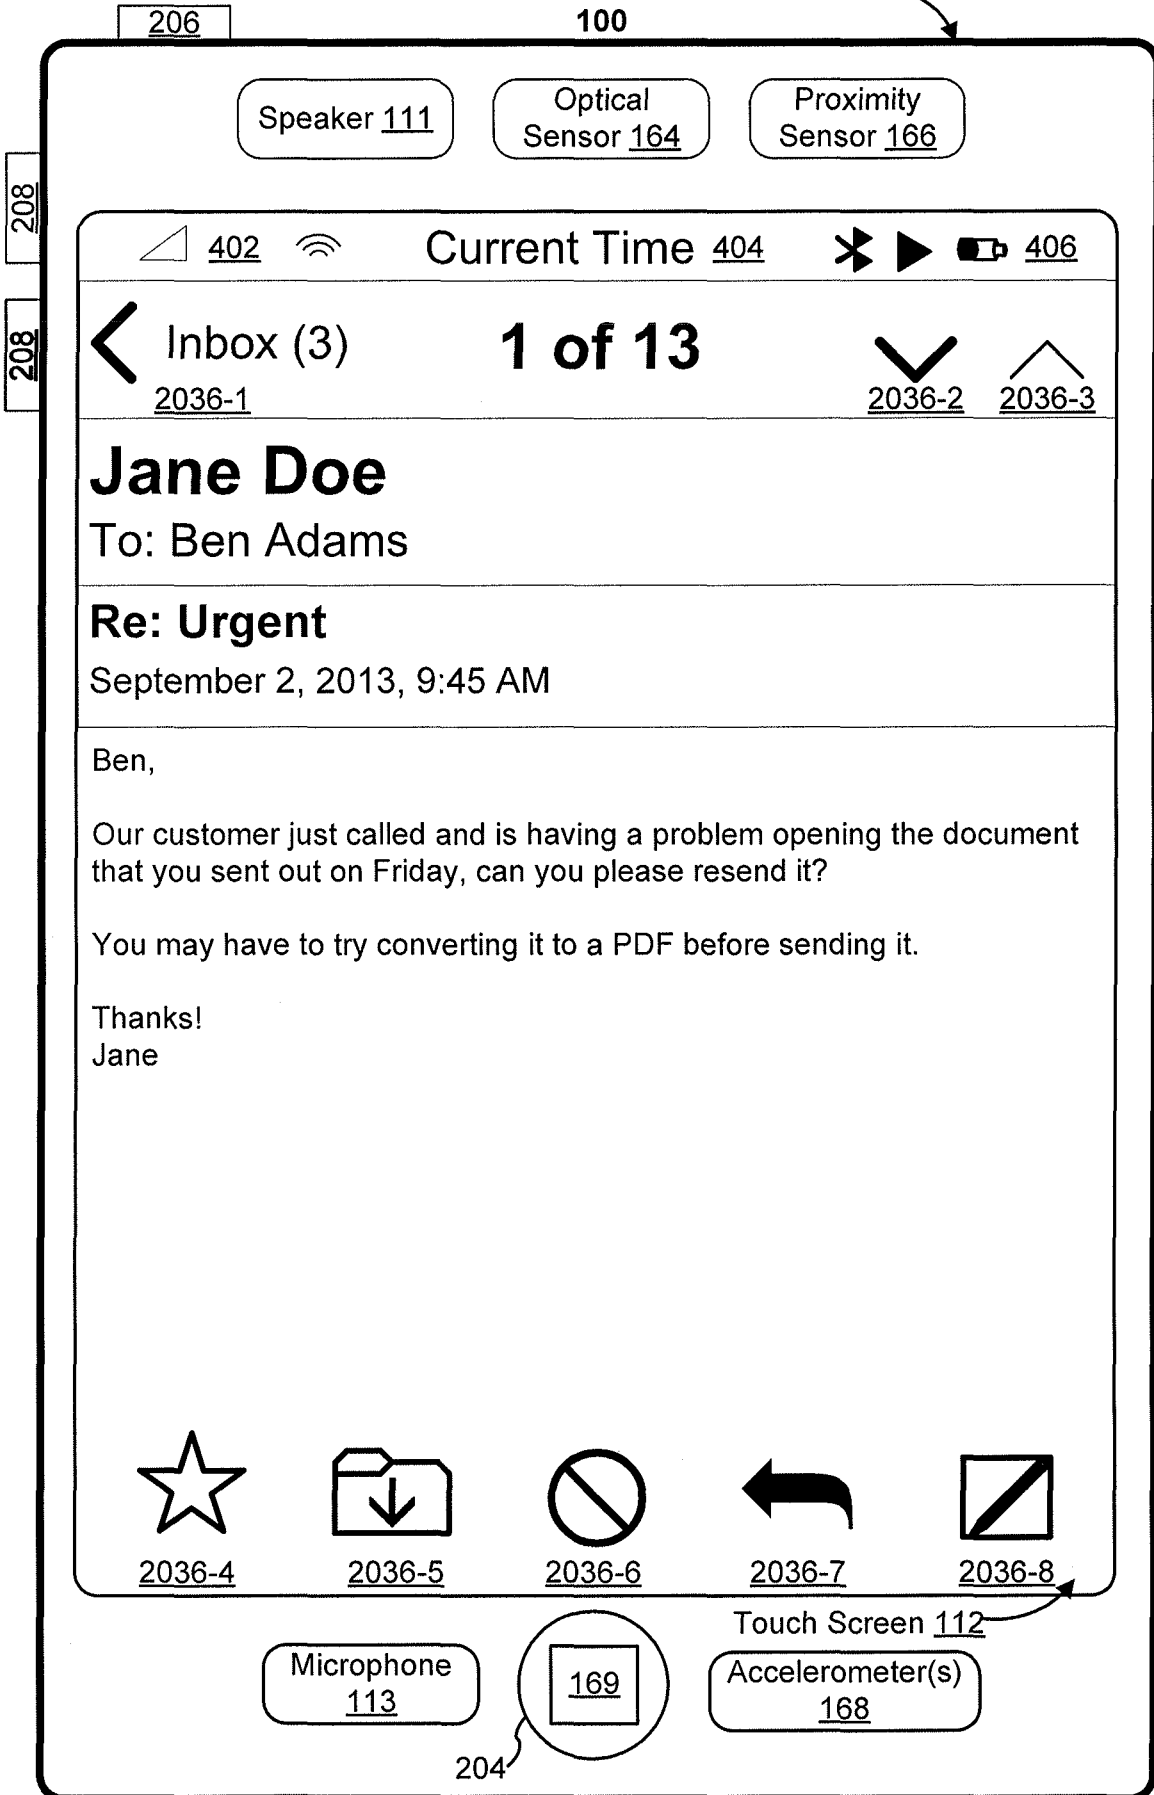 206
100
Speaker 111
Optical
Sensor 164
Proximity
Sensor 166
208
402 Current Time 404 406
208
Inbox (3) 1 of 13
2036-1 2036-2 2036-3
Jane Doe
To: Ben Adams
Re: Urgent
September 2, 2013, 9:45 AM
Ben,
Our customer just called and is having a problem opening the document
that you sent out on Friday, can you please resend it?
You may have to try converting it to a PDF before sending it.
Thanks!
Jane
2036-4 2036-5 2036-6 2036-7 2036-8
Touch Screen 112
Microphone
113
169
Accelerometer(s)
168
204